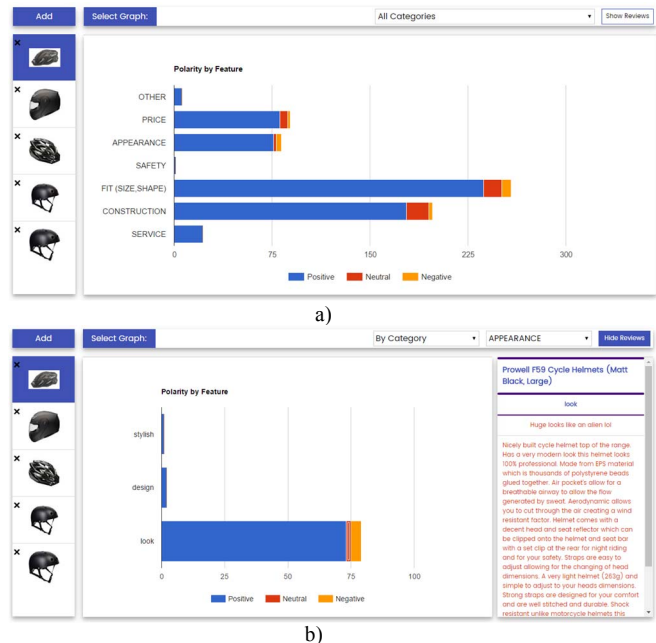 Add Select Graph: All Categories Show Reviews
Polarity by Feature
OTHER
PRICE
APPEARANCE
SAFETY
FIT (SIZE,SHAPE)
CONSTRUCTION
SERVICE
0 75 150 225 300
Positive Neutral Negative
a)
Add Select Graph: By Category APPEARANCE Hide Reviews
Polarity by Feature
stylish
design
look
0 25 50 75 100
Positive Neutral Negative
Prowell F59 Cycle Helmets (Matt
Black, Large)
look
Huge looks like an alien lol
Nicely built cycle helmet top of the range.
Has a very modern look this helmet looks
100% professional. Made from EPS material
which is thousands of polystyrene beads
glued together. Air pocket's allow for a
breathable airway to allow the flow
generated by sweat. Aerodynamic allows
you to cut through the air creating a wind
resistant factor. Helmet comes with a
decent head and seat reflector which can
be clipped onto the helmet and seat bar
with a set clip at the rear for night riding
and for your safety. Straps are easy to
adjust allowing for the changing of head
dimensions. A very light helmet (263g) and
simple to adjust to your heads dimensions.
Strong straps are designed for your comfort
and are well stitched and durable. Shock
resistant unlike motorcycle helmets this
b)